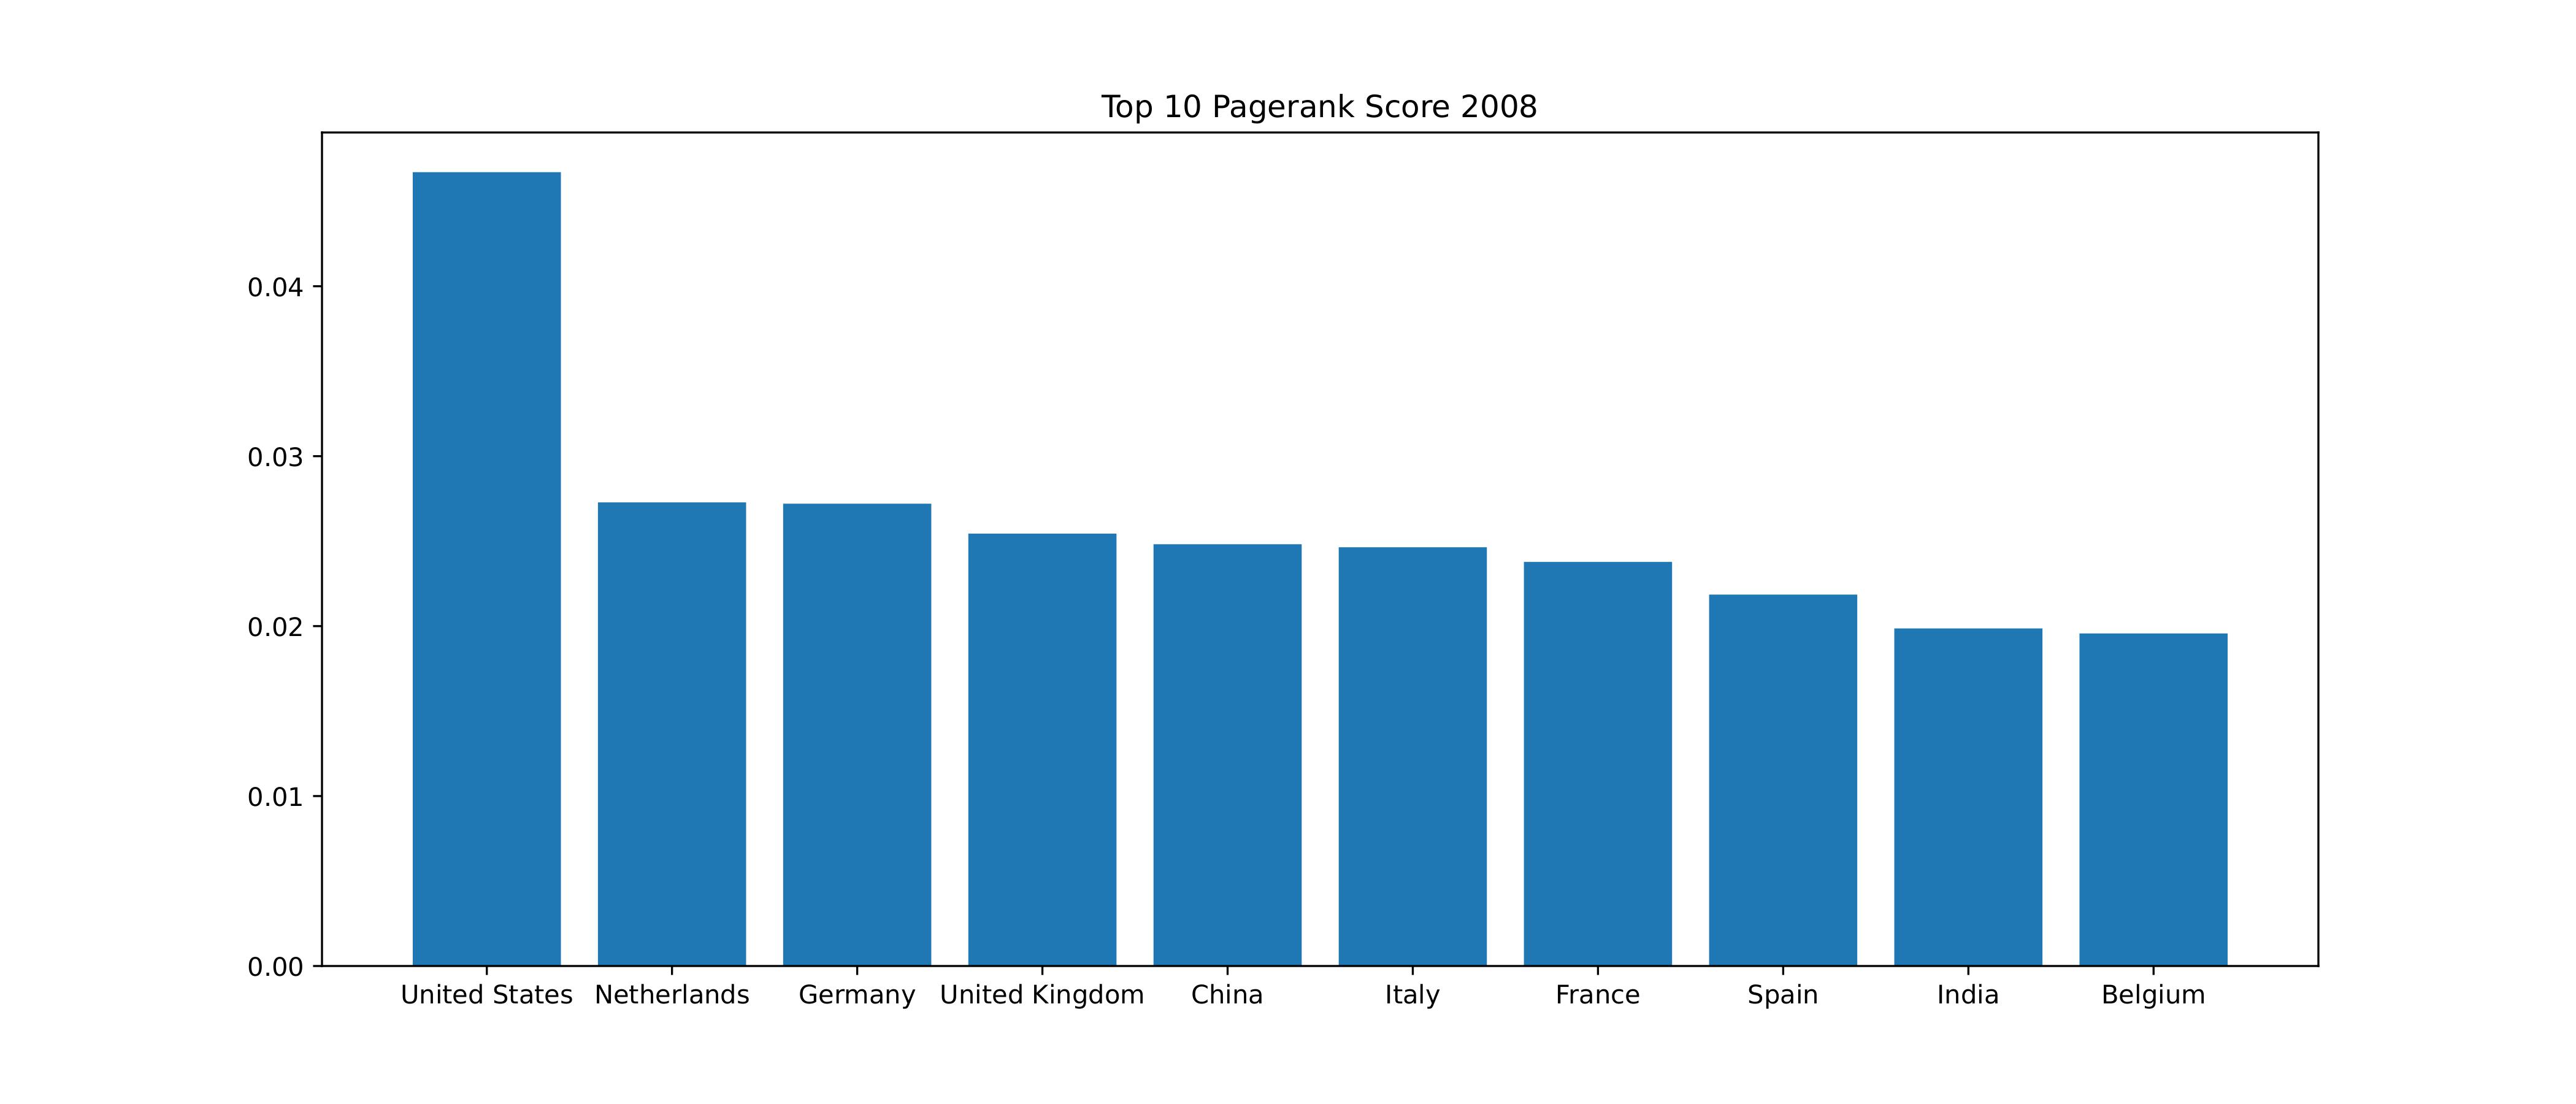 Top 10 Pagerank Score 2008
0.04
0.03
0.02
0.01
0.00
United States Netherlands Germany United Kingdom China Italy France Spain India Belgium